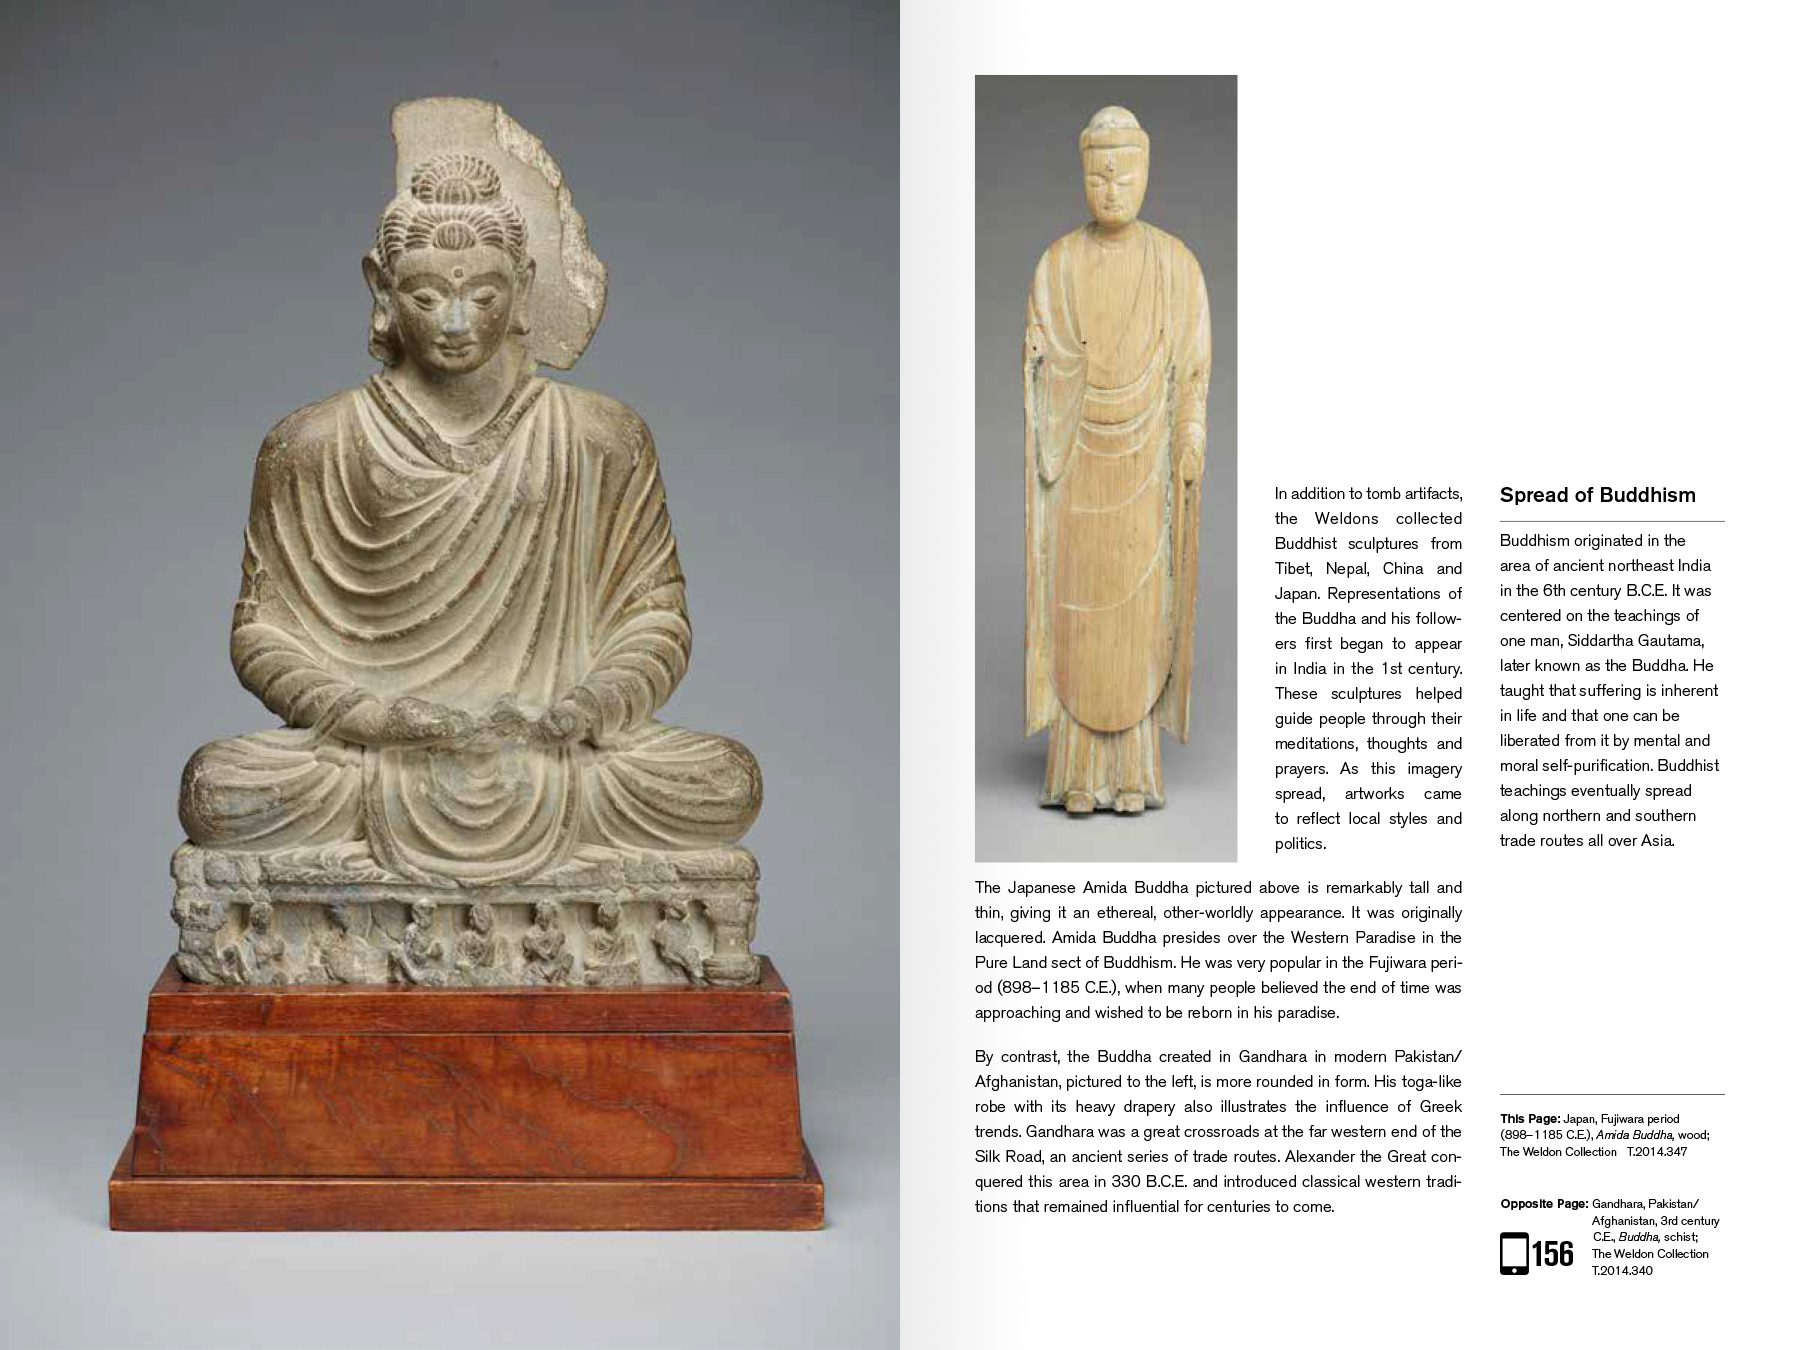 In addition to tomb artifacts,
the Weldons collected
Buddhist sculptures from
Tibet, Nepal, China and
Japan. Representations of
the Buddha and his follow-
ers first began to appear
in India in the 1st century.
These sculptures helped
guide people through their
meditations, thoughts and
prayers. As this imagery
spread, artworks came
to reflect local styles and
politics.
The Japanese Amida Buddha pictured above is remarkably tall and
thin, giving it an ethereal, other-worldly appearance. It was originally
lacquered. Amida Buddha presides over the Western Paradise in the
Pure Land sect of Buddhism. He was very popular in the Fujiwara peri-
od (898–1185 C.E.), when many people believed the end of time was
approaching and wished to be reborn in his paradise.
By contrast, the Buddha created in Gandhara in modern Pakistan/
Afghanistan, pictured to the left, is more rounded in form. His toga-like
robe with its heavy drapery also illustrates the influence of Greek
trends. Gandhara was a great crossroads at the far western end of the
Silk Road, an ancient series of trade routes. Alexander the Great con-
quered this area in 330 B.C.E. and introduced classical western tradi-
tions that remained influential for centuries to come.
Spread of Buddhism
Buddhism originated in the
area of ancient northeast India
in the 6th century B.C.E. It was
centered on the teachings of
one man, Siddartha Gautama,
later known as the Buddha. He
taught that suffering is inherent
in life and that one can be
liberated from it by mental and
moral self-purification. Buddhist
teachings eventually spread
along northern and southern
trade routes all over Asia.
This Page: Japan, Fujiwara period
(898–1185 C.E.), Amida Buddha, wood;
The Weldon Collection T.2014.347
Opposite Page: Gandhara, Pakistan/
Afghanistan, 3rd century
C.E., Buddha, schist;
The Weldon Collection
T.2014.340
156